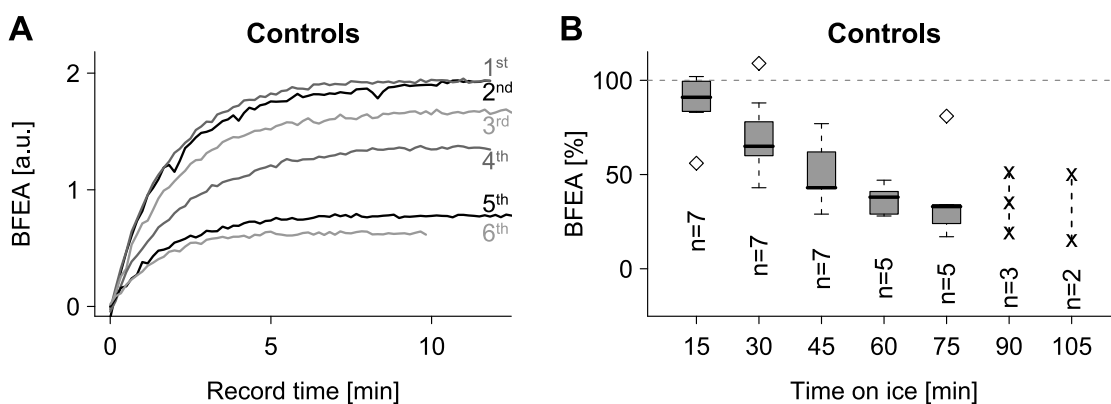 A
Controls
BFEA [a.u.]
2
1
0
1st
2nd
3rd
4th
5th
6th
0 5 10
Record time [min]
B
Controls
BFEA [%]
100
50
0
n=7
n=7
n=7
n=5
n=5
n=3
n=2
x
x
x
x
x
15 30 45 60 75 90 105
Time on ice [min]